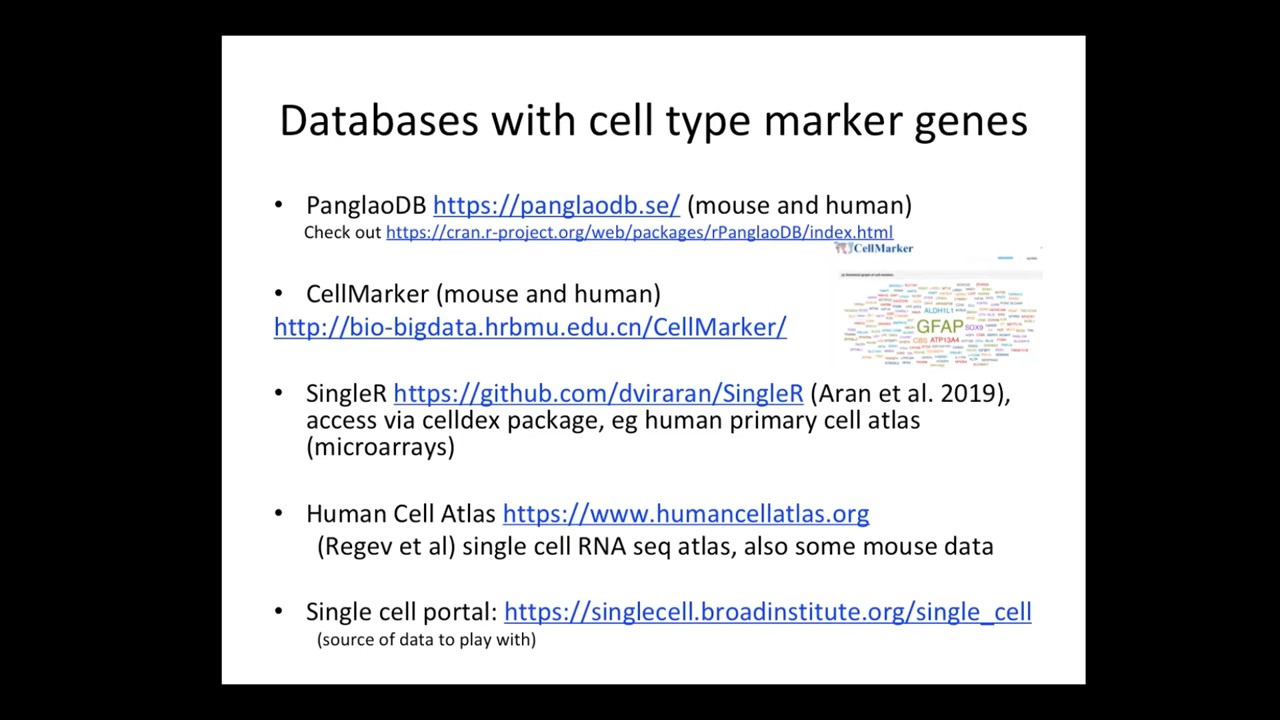 Databases with cell type marker genes
• PanglaoDB https://panglaodb.se/ (mouse and human)
Check out https://cran.r-project.org/web/packages/rPanglaoDB/index.html
CellMarker
• CellMarker (mouse and human)
http://bio-bigdata.hrbmu.edu.cn/CellMarker/
ALDH1L1
GFAP SOX9
CBS ATP13A4
• SingleR https://github.com/dviraran/SingleR (Aran et al. 2019),
access via celldex package, eg human primary cell atlas
(microarrays)
• Human Cell Atlas https://www.humancellatlas.org
(Regev et al) single cell RNA seq atlas, also some mouse data
• Single cell portal: https://singlecell.broadinstitute.org/single_cell
(source of data to play with)